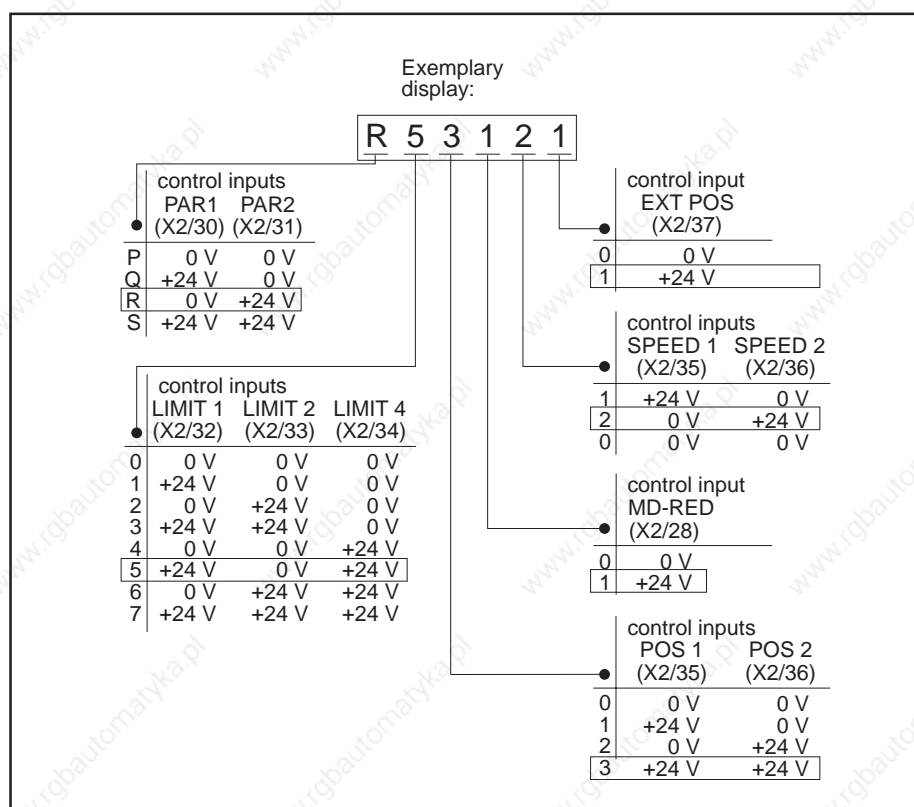 Exemplary
display:
R 5 3 1 2 1
control inputs
PAR1 PAR2
(X2/30) (X2/31)
P 0 V 0 V
Q +24 V 0 V
R 0 V +24 V
S +24 V +24 V
control inputs
LIMIT 1 LIMIT 2 LIMIT 4
(X2/32) (X2/33) (X2/34)
0 0 V 0 V 0 V
1 +24 V 0 V 0 V
2 0 V +24 V 0 V
3 +24 V +24 V 0 V
4 0 V 0 V +24 V
5 +24 V 0 V +24 V
6 0 V +24 V +24 V
7 +24 V +24 V +24 V
control input
EXT POS
(X2/37)
0 0 V
1 +24 V
control inputs
SPEED 1 SPEED 2
(X2/35) (X2/36)
1 +24 V 0 V
2 0 V +24 V
0 0 V 0 V
control input
MD-RED
(X2/28)
0 0 V
1 +24 V
control inputs
POS 1 POS 2
(X2/35) (X2/36)
0 0 V 0 V
1 +24 V 0 V
2 0 V +24 V
3 +24 V +24 V
www.rgbautomatyka.pl